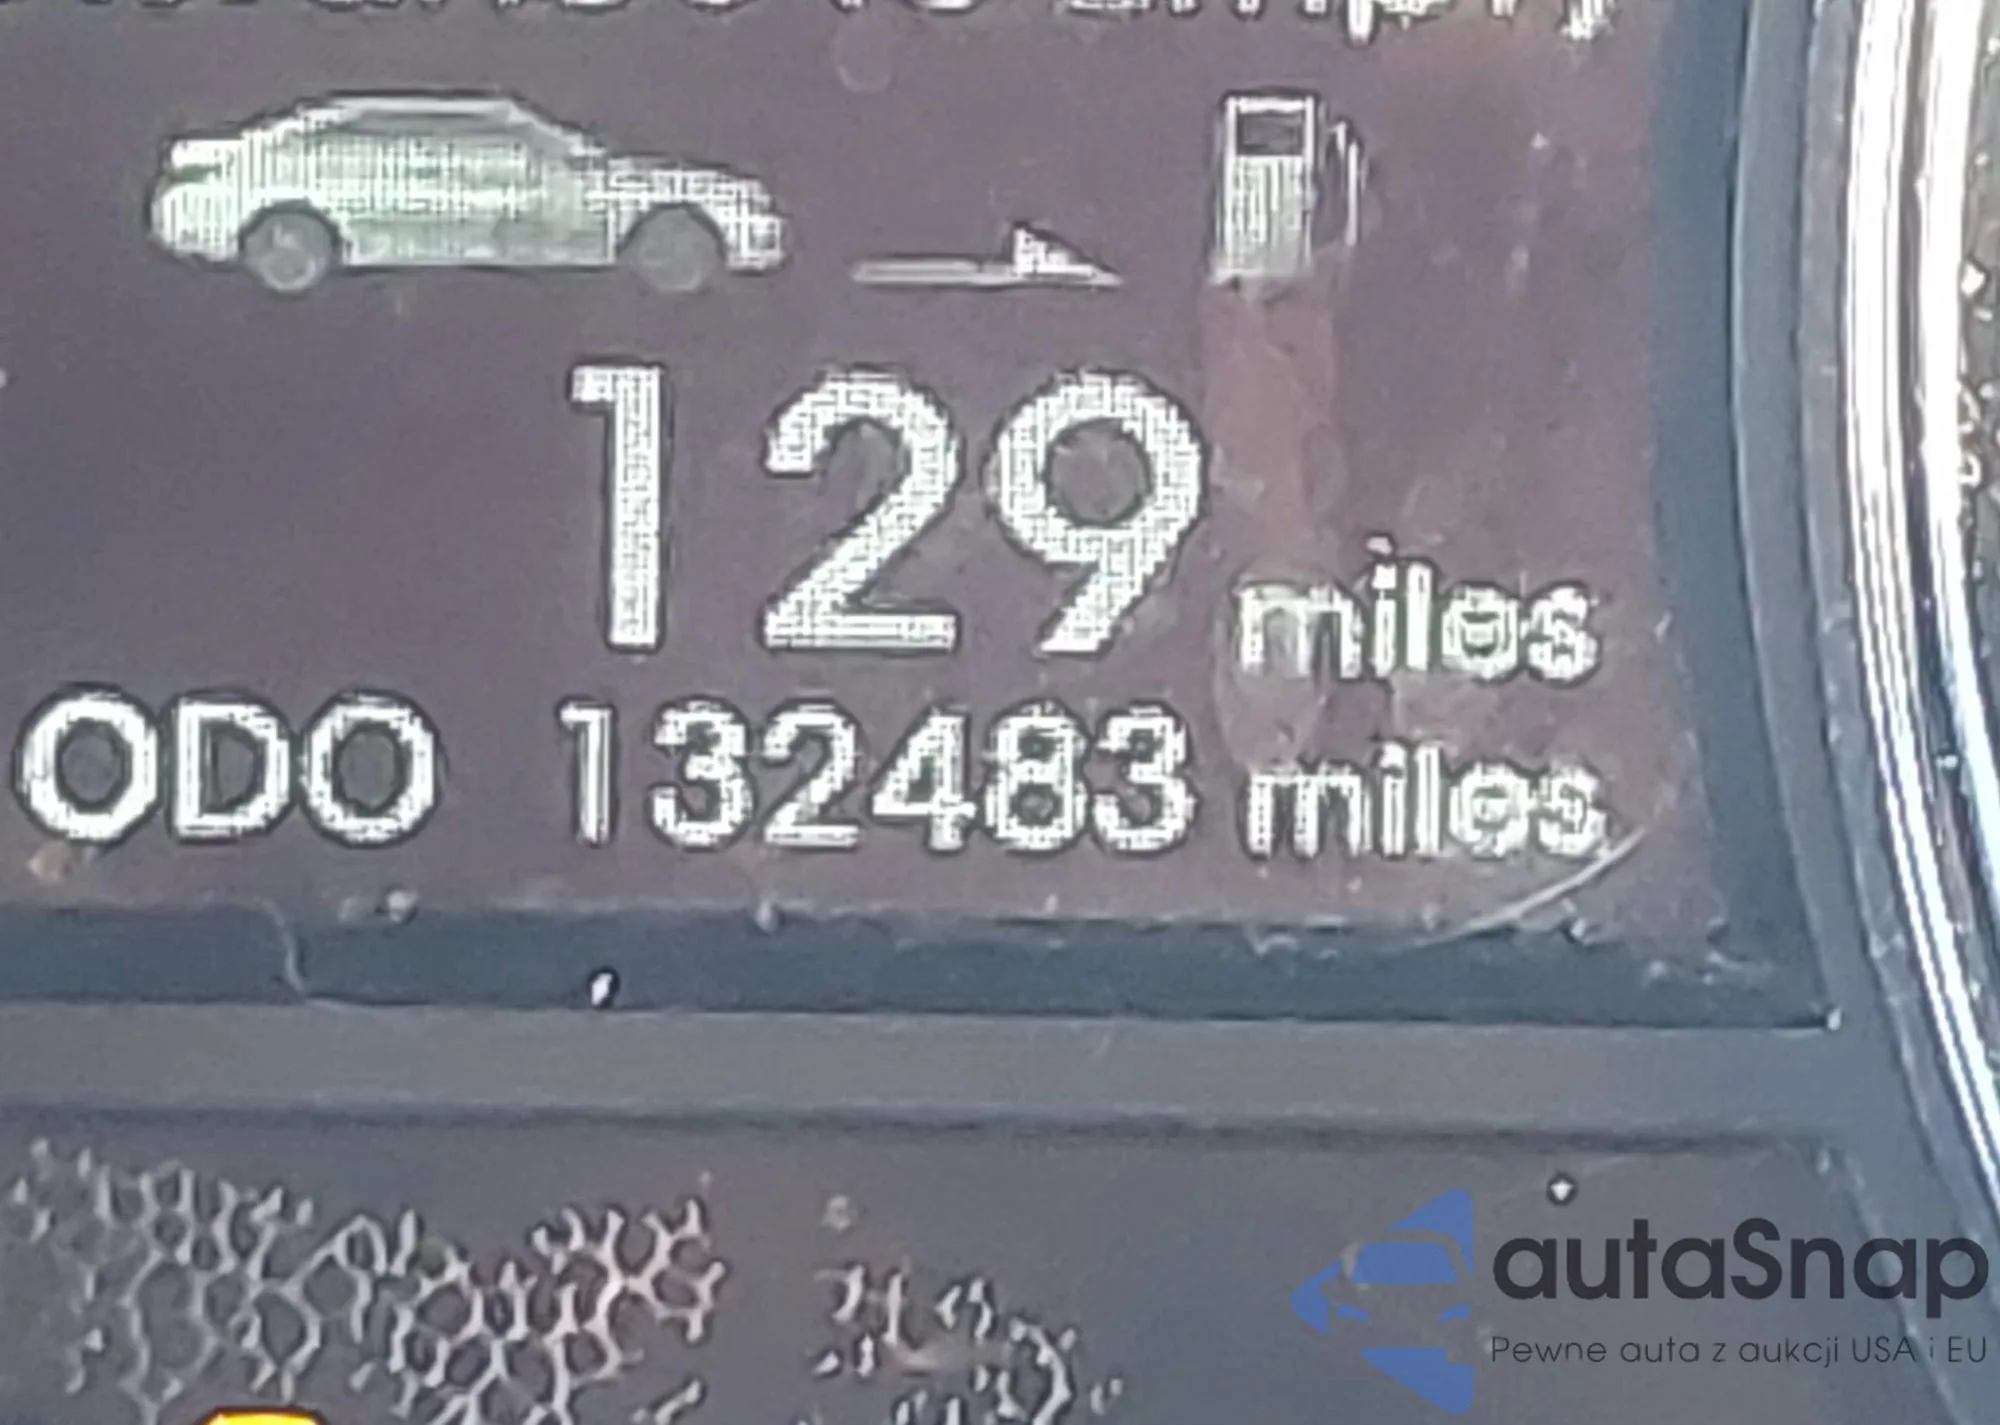 129 miles
ODO 132483 miles
autaSnap
Pewne auta z aukcji USA i EU